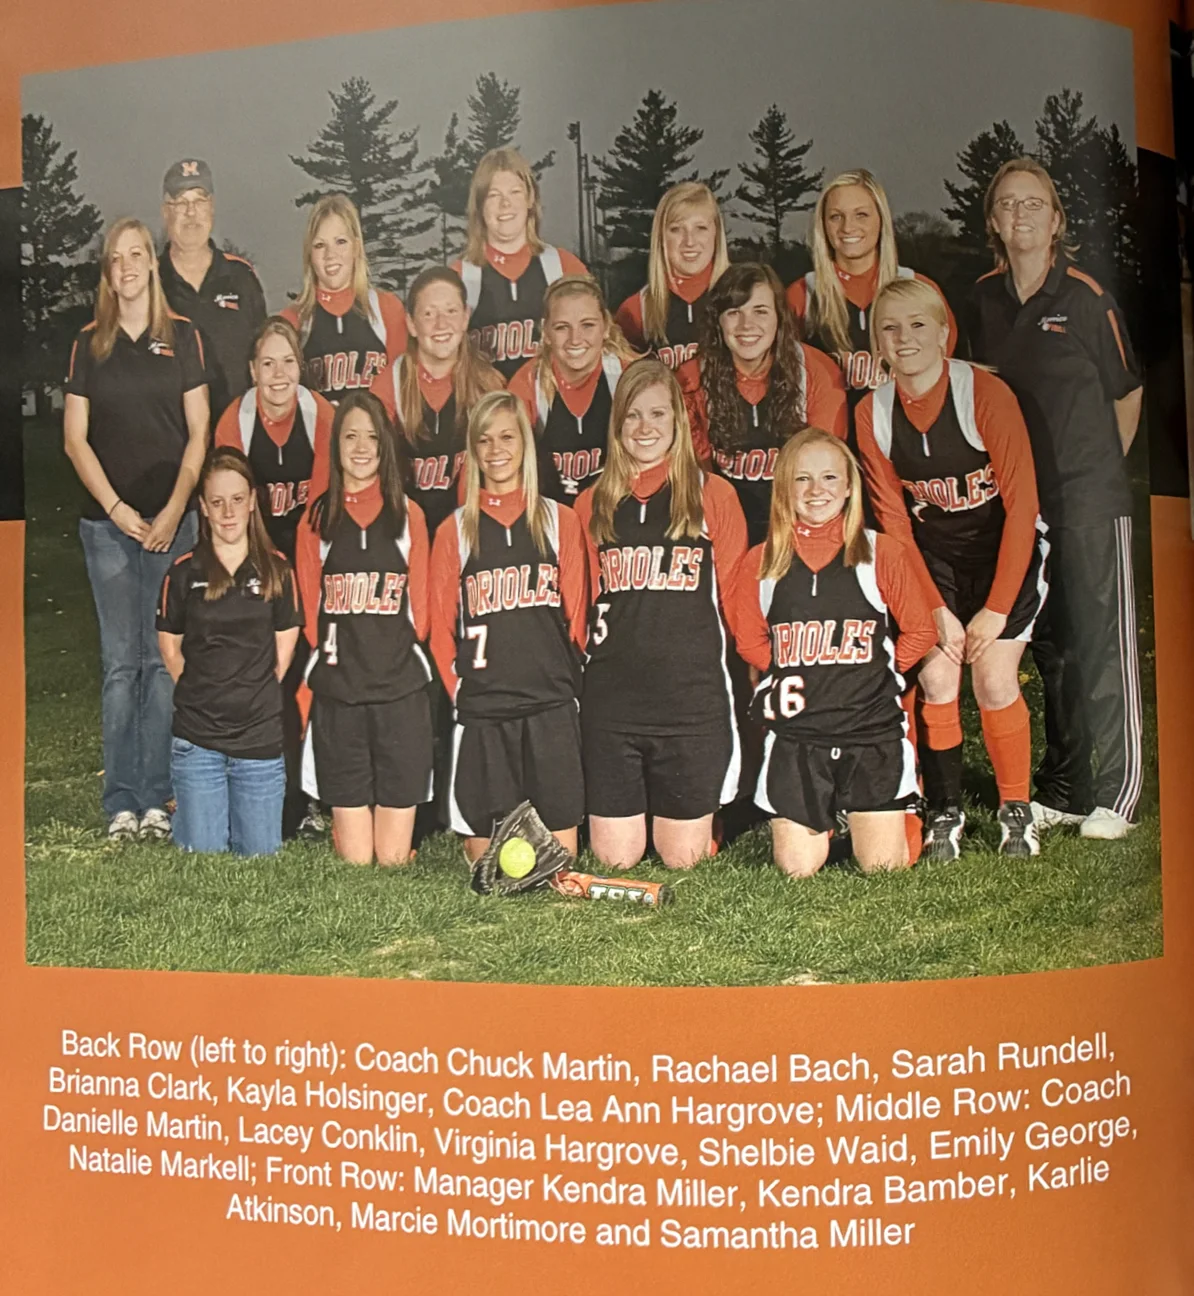 M
ORIOLES
RIOLES
IOLES
ORIOLES
4
ORIOLES
7
ORIOLES
5
ORIOLES
16
Back Row (left to right): Coach Chuck Martin, Rachael Bach, Sarah Rundell,
Brianna Clark, Kayla Holsinger, Coach Lea Ann Hargrove; Middle Row: Coach
Danielle Martin, Lacey Conklin, Virginia Hargrove, Shelbie Waid, Emily George,
Natalie Markell; Front Row: Manager Kendra Miller, Kendra Bamber, Karlie
Atkinson, Marcie Mortimore and Samantha Miller